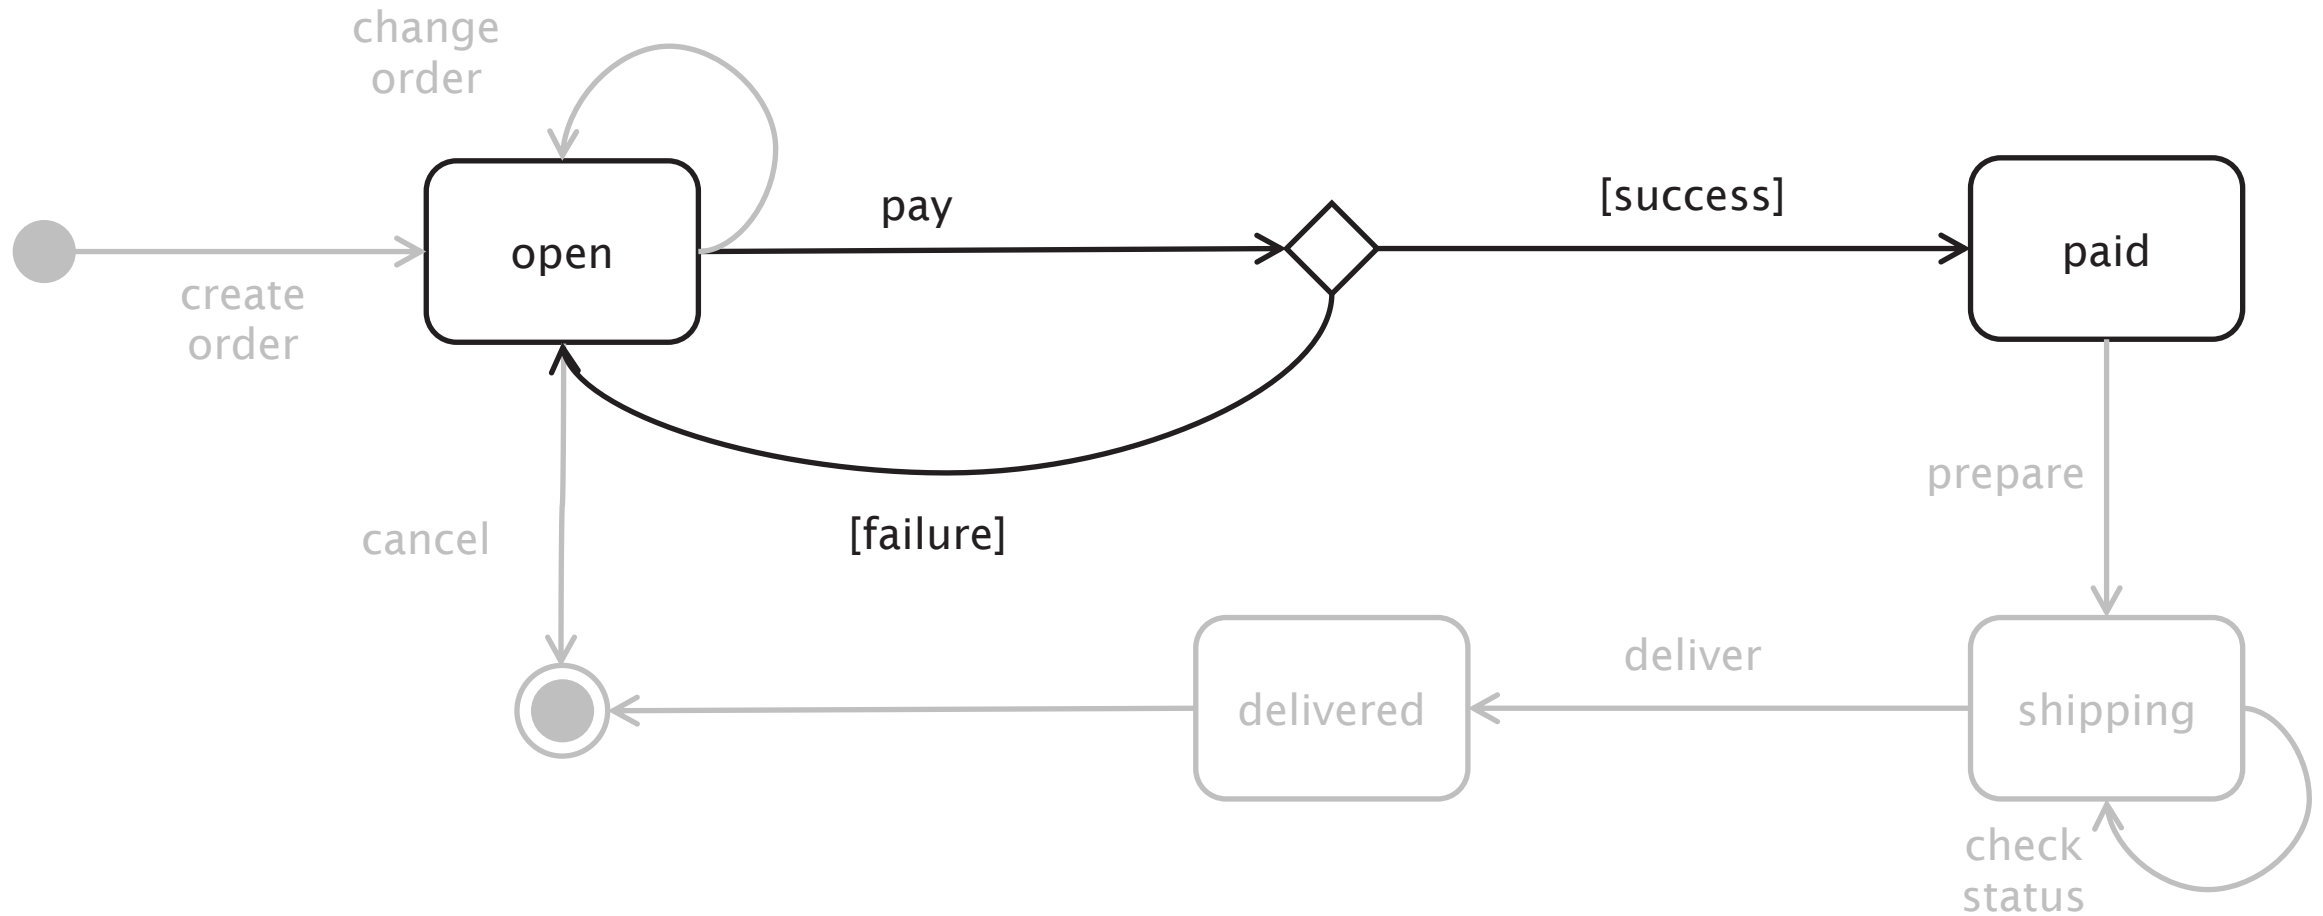 change
order
pay
[success]
open
paid
create
order
prepare
cancel
[failure]
deliver
delivered
shipping
check
status